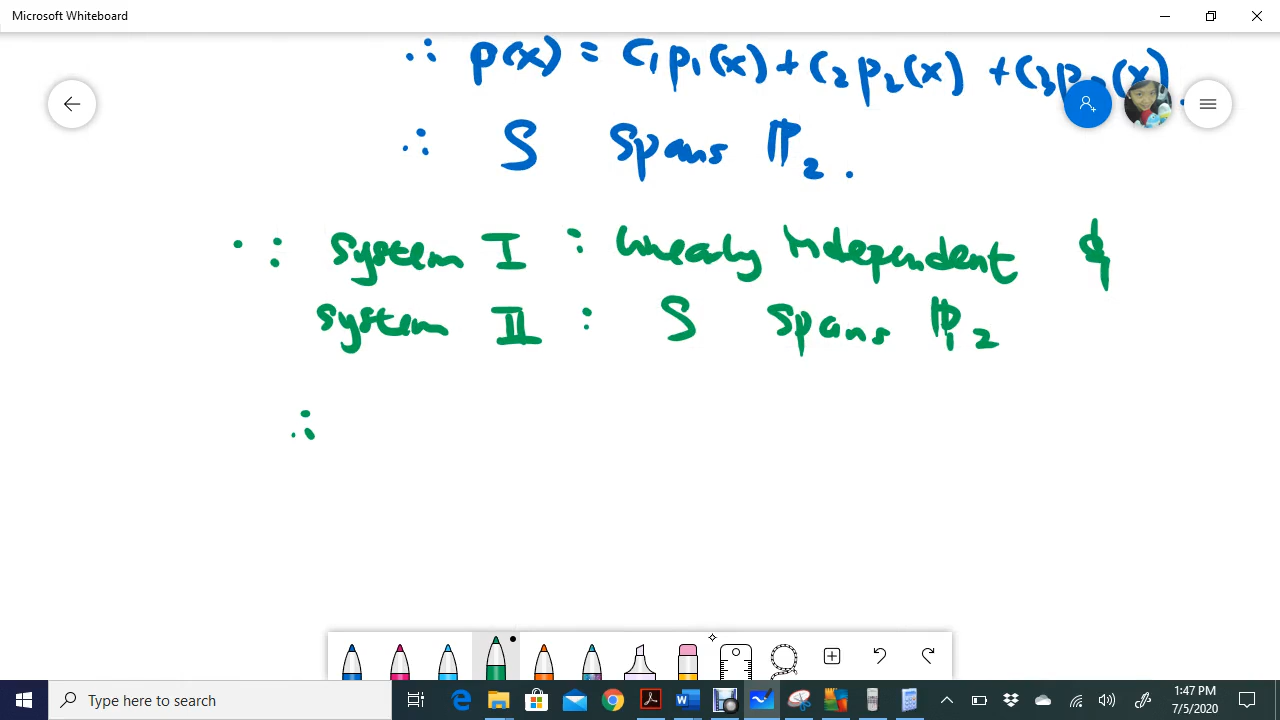 Microsoft Whiteboard
∴ p(x) = C₁p₁(x) + C₂p₂(x) + C₃p₃(x).
∴ S spans ℙ₂.
∵ System I : linearly independent &
System II : S spans ℙ₂
∴
Type here to search
1:47 PM
7/5/2020